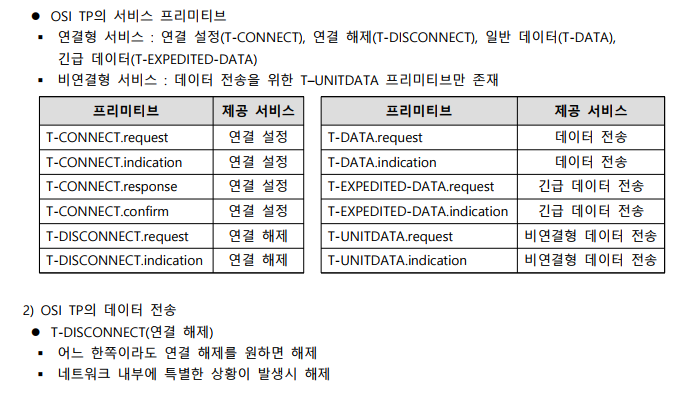 ● OSI TP의 서비스 프리미티브
▪ 연결형 서비스 : 연결 설정(T-CONNECT), 연결 해제(T-DISCONNECT), 일반 데이터(T-DATA),
긴급 데이터(T-EXPEDITED-DATA)
▪ 비연결형 서비스 : 데이터 전송을 위한 T–UNITDATA 프리미티브만 존재
프리미티브 제공 서비스 프리미티브 제공 서비스
T-CONNECT.request 연결 설정 T-DATA.request 데이터 전송
T-CONNECT.indication 연결 설정 T-DATA.indication 데이터 전송
T-CONNECT.response 연결 설정 T-EXPEDITED-DATA.request 긴급 데이터 전송
T-CONNECT.confirm 연결 설정 T-EXPEDITED-DATA.indication 긴급 데이터 전송
T-DISCONNECT.request 연결 해제 T-UNITDATA.request 비연결형 데이터 전송
T-DISCONNECT.indication 연결 해제 T-UNITDATA.indication 비연결형 데이터 전송
2) OSI TP의 데이터 전송
● T-DISCONNECT(연결 해제)
▪ 어느 한쪽이라도 연결 해제를 원하면 해제
▪ 네트워크 내부에 특별한 상황이 발생시 해제